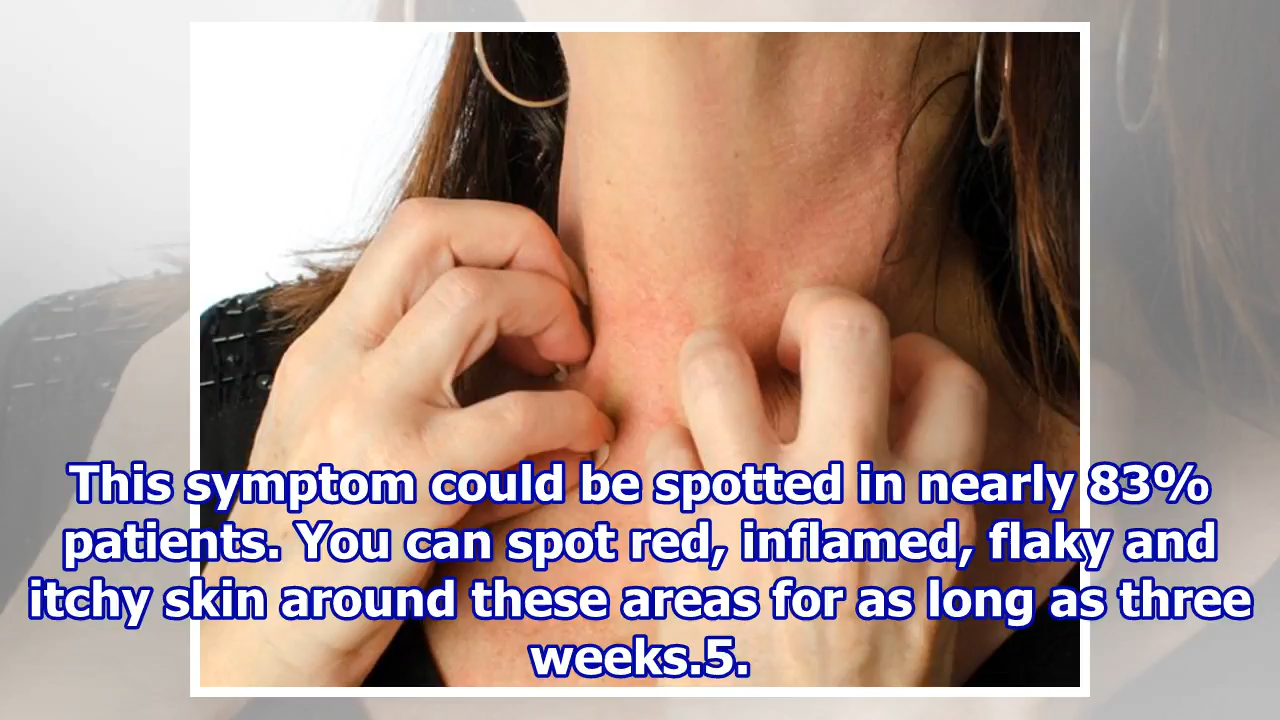 This symptom could be spotted in nearly 83%
patients. You can spot red, inflamed, flaky and
itchy skin around these areas for as long as three
weeks.5.